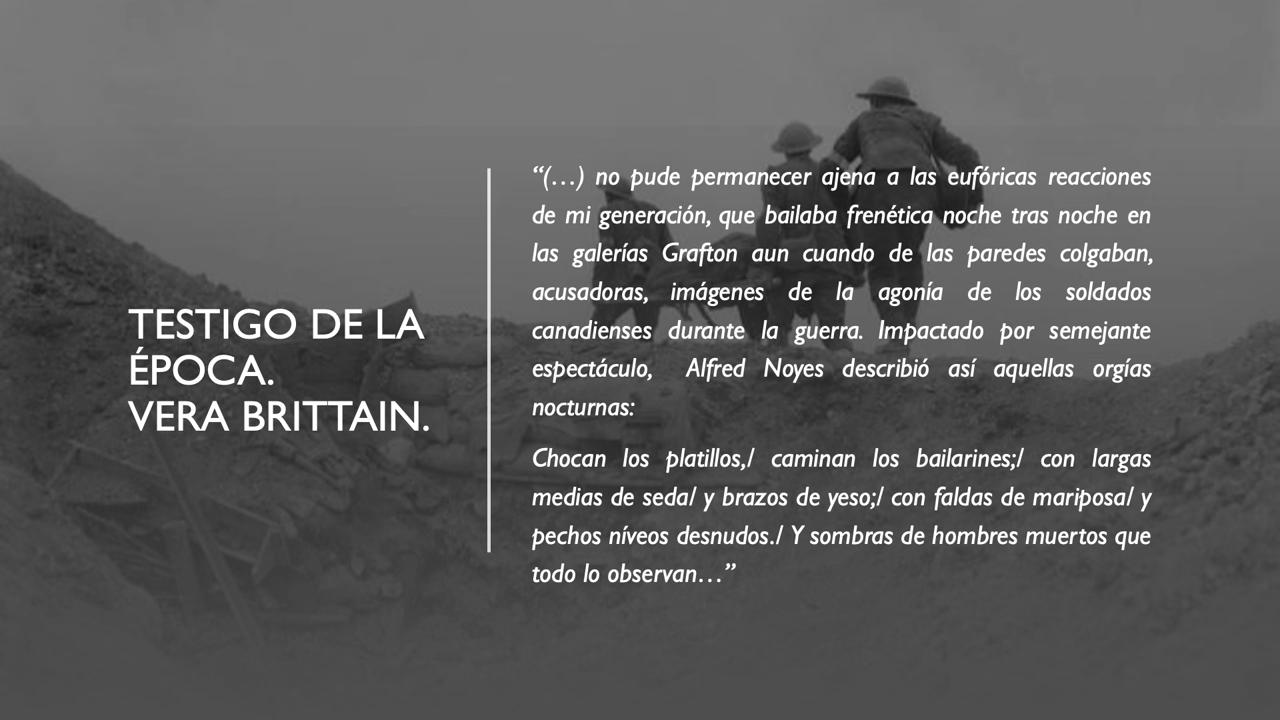 TESTIGO DE LA
ÉPOCA.
VERA BRITTAIN.
“(…) no pude permanecer ajena a las eufóricas reacciones
de mi generación, que bailaba frenética noche tras noche en
las galerías Grafton aun cuando de las paredes colgaban,
acusadoras, imágenes de la agonía de los soldados
canadienses durante la guerra. Impactado por semejante
espectáculo, Alfred Noyes describió así aquellas orgías
nocturnas:
Chocan los platillos,/ caminan los bailarines;/ con largas
medias de seda/ y brazos de yeso;/ con faldas de mariposa/ y
pechos níveos desnudos./ Y sombras de hombres muertos que
todo lo observan…”